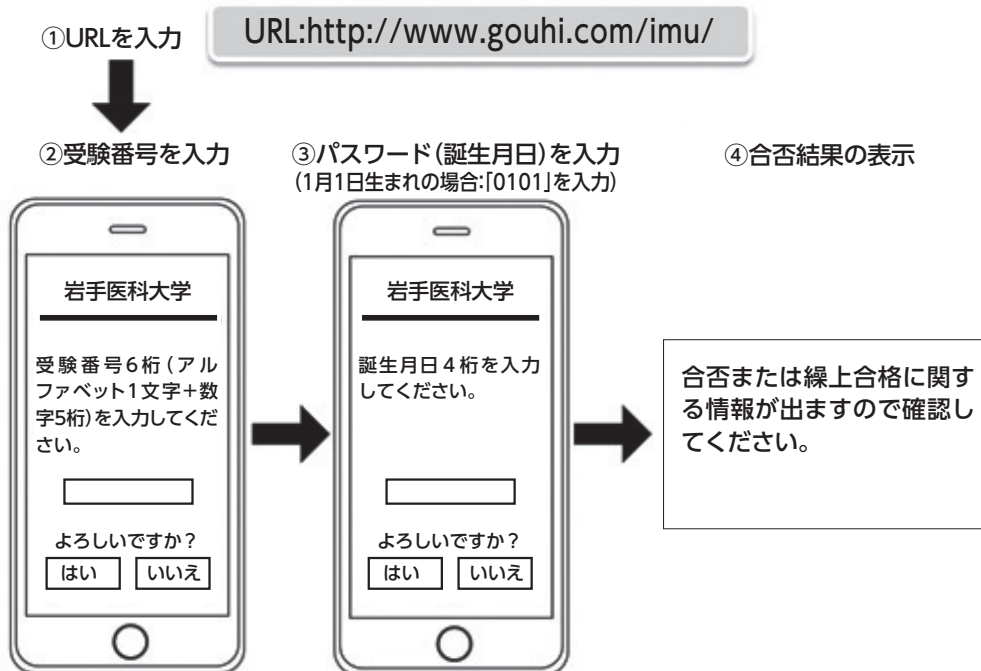 ①URLを入力
URL:http://www.gouhi.com/imu/
②受験番号を入力
③パスワード(誕生月日)を入力
(1月1日生まれの場合:「0101」を入力)
④合否結果の表示
岩手医科大学
受験番号6桁(アル
ファベット1文字+数
字5桁)を入力してくだ
さい。
よろしいですか？
はい いいえ
岩手医科大学
誕生月日4桁を入力
してください。
よろしいですか？
はい いいえ
合否または繰上合格に関す
る情報が出ますので確認し
てください。